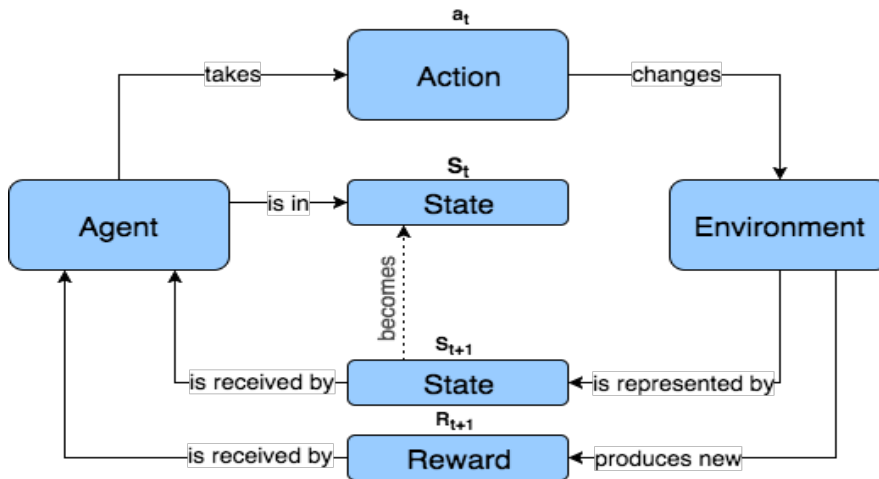 a_t
takes
Action
changes
S_t
Agent
is in
State
Environment
becomes
S_t+1
is received by
State
is represented by
R_t+1
is received by
Reward
produces new